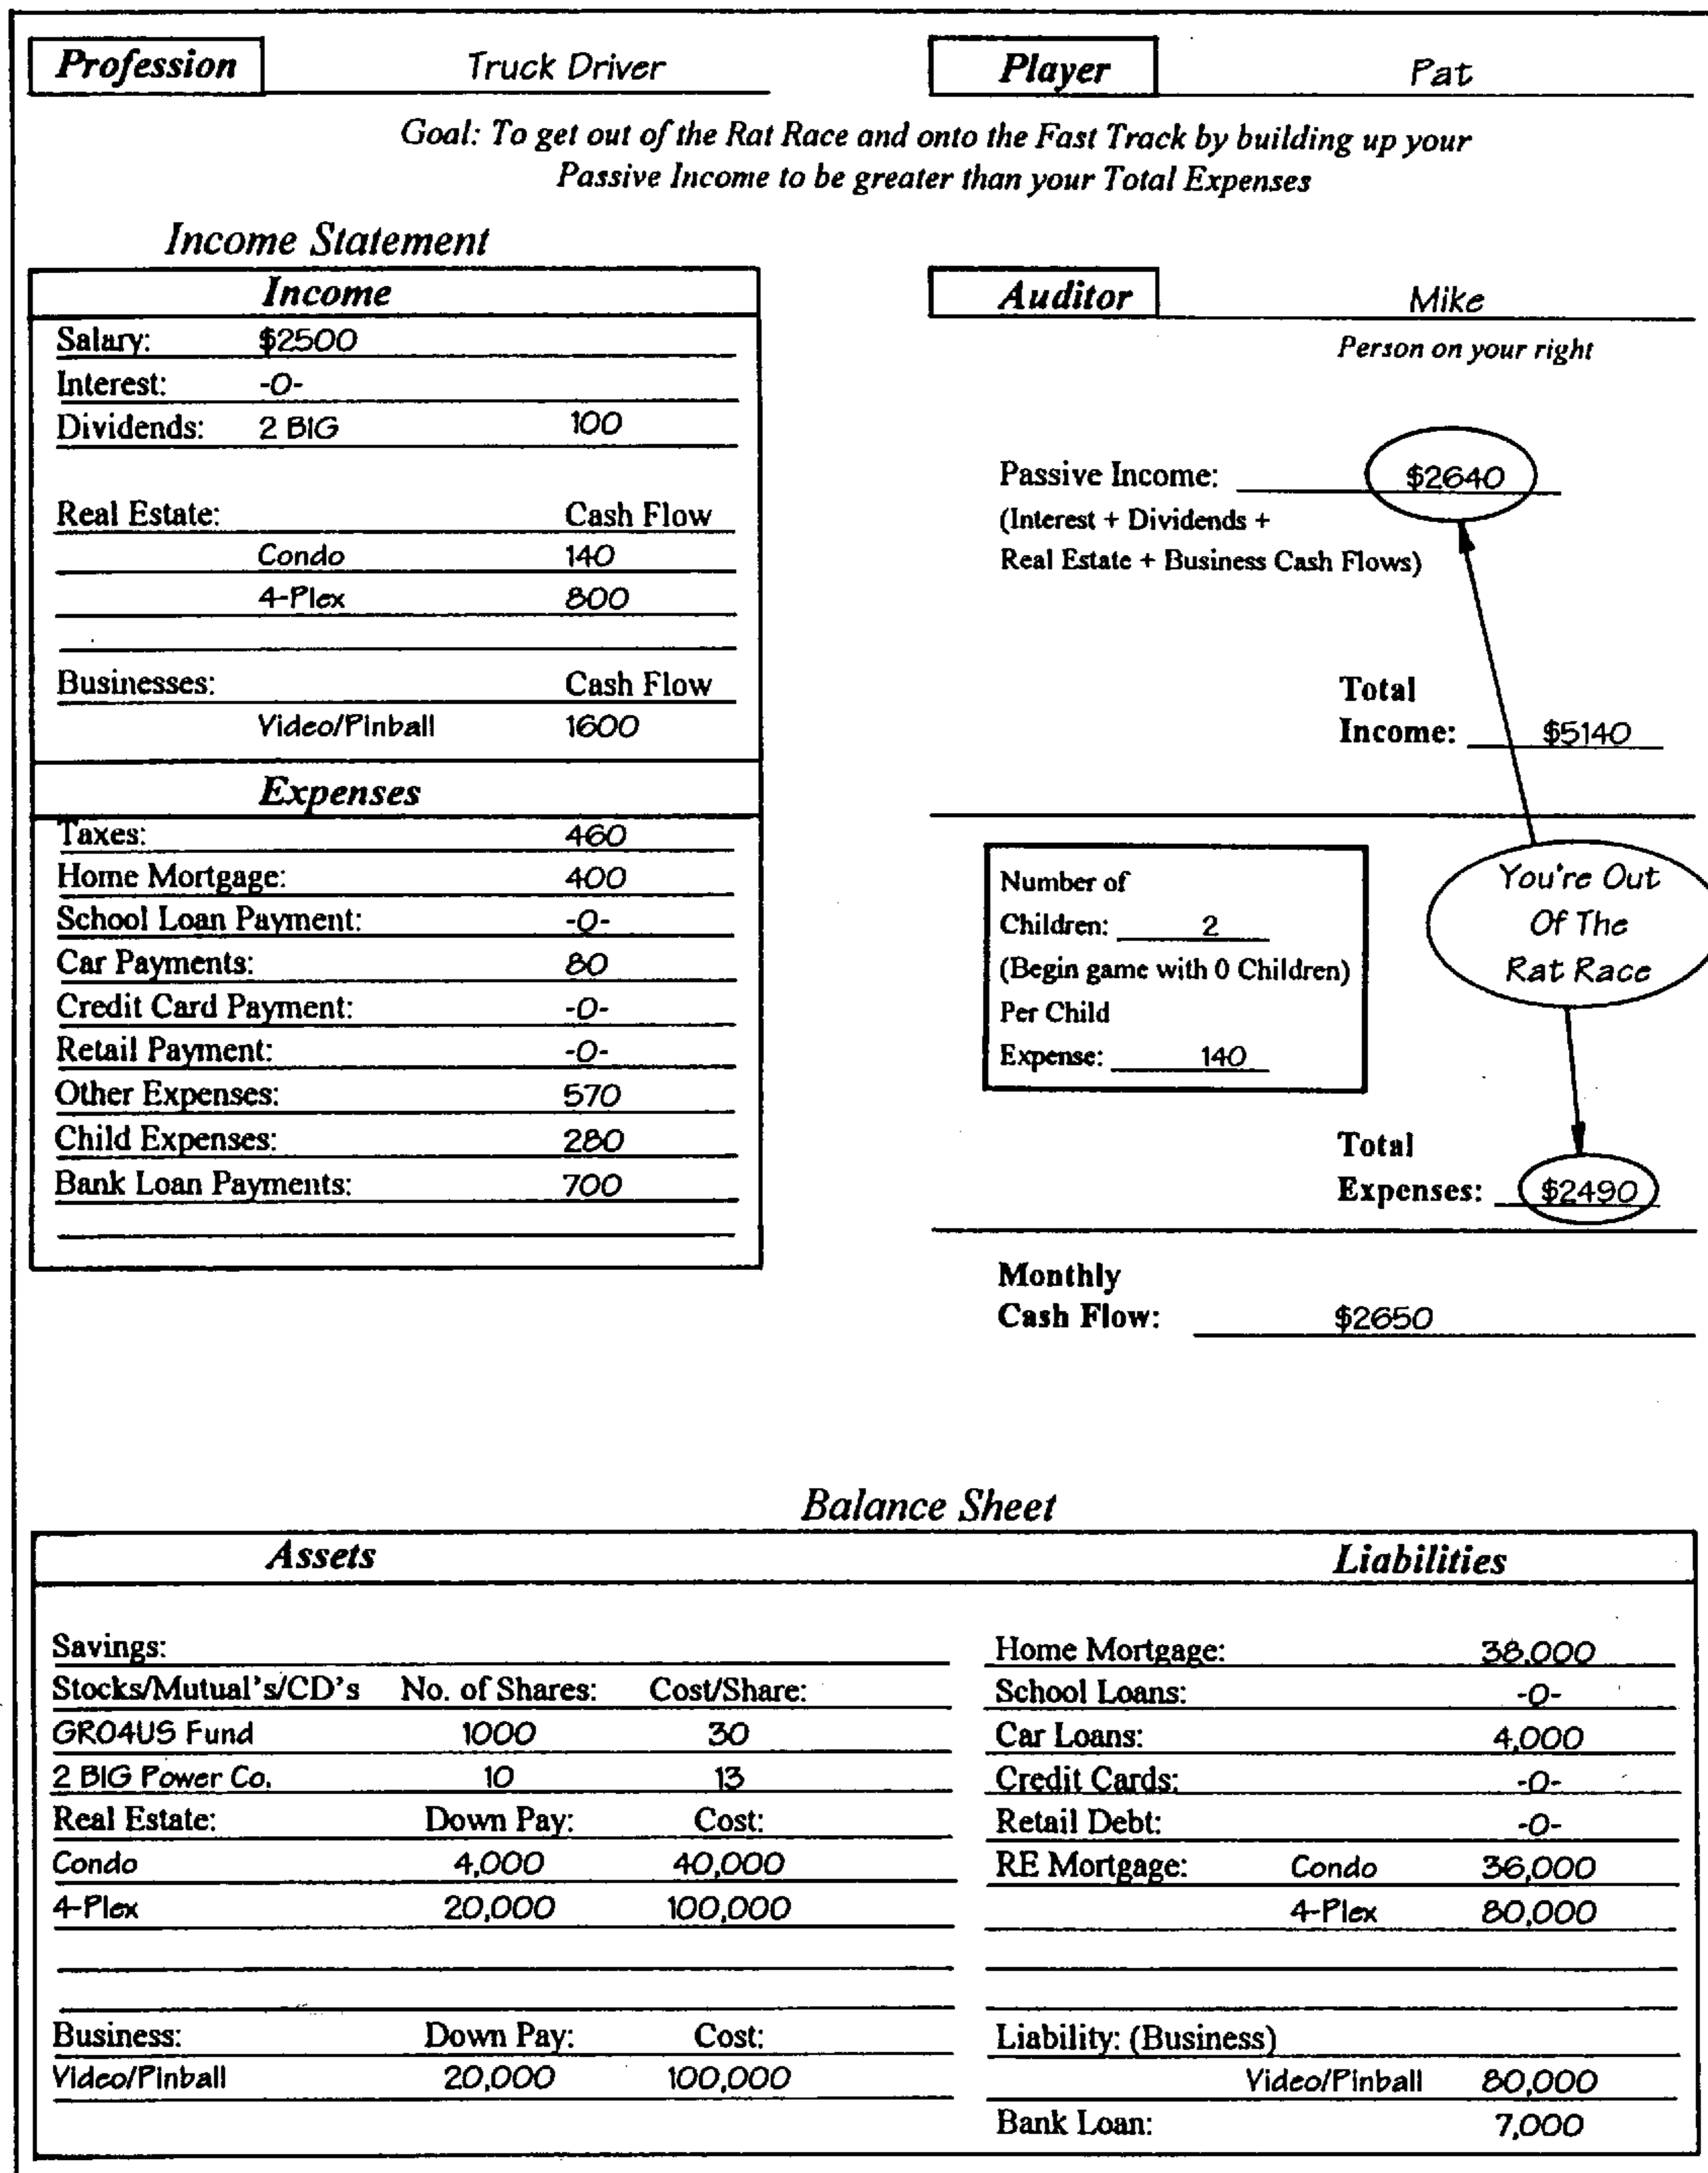 Profession Truck Driver Player Pat
Goal: To get out of the Rat Race and onto the Fast Track by building up your
Passive Income to be greater than your Total Expenses
Income Statement
Income
Salary: $2500
Interest: -0-
Dividends: 2 BIG 100
Real Estate: Cash Flow
Condo 140
4-Plex 800
Businesses: Cash Flow
Video/Pinball 1600
Expenses
Taxes: 460
Home Mortgage: 400
School Loan Payment: -0-
Car Payments: 80
Credit Card Payment: -0-
Retail Payment: -0-
Other Expenses: 570
Child Expenses: 280
Bank Loan Payments: 700
Auditor Mike
Person on your right
Passive Income: $2640
(Interest + Dividends +
Real Estate + Business Cash Flows)
Total
Income: $5140
Number of
Children: 2
(Begin game with 0 Children)
Per Child
Expense: 140
You're Out
Of The
Rat Race
Total
Expenses: $2490
Monthly
Cash Flow: $2650
Balance Sheet
Assets
Savings:
Stocks/Mutual's/CD's No. of Shares: Cost/Share:
GRO4US Fund 1000 30
2 BIG Power Co. 10 13
Real Estate: Down Pay: Cost:
Condo 4,000 40,000
4-Plex 20,000 100,000
Business: Down Pay: Cost:
Video/Pinball 20,000 100,000
Liabilities
Home Mortgage: 38,000
School Loans: -0-
Car Loans: 4,000
Credit Cards: -0-
Retail Debt: -0-
RE Mortgage: Condo 36,000
4-Plex 80,000
Liability: (Business)
Video/Pinball 80,000
Bank Loan: 7,000